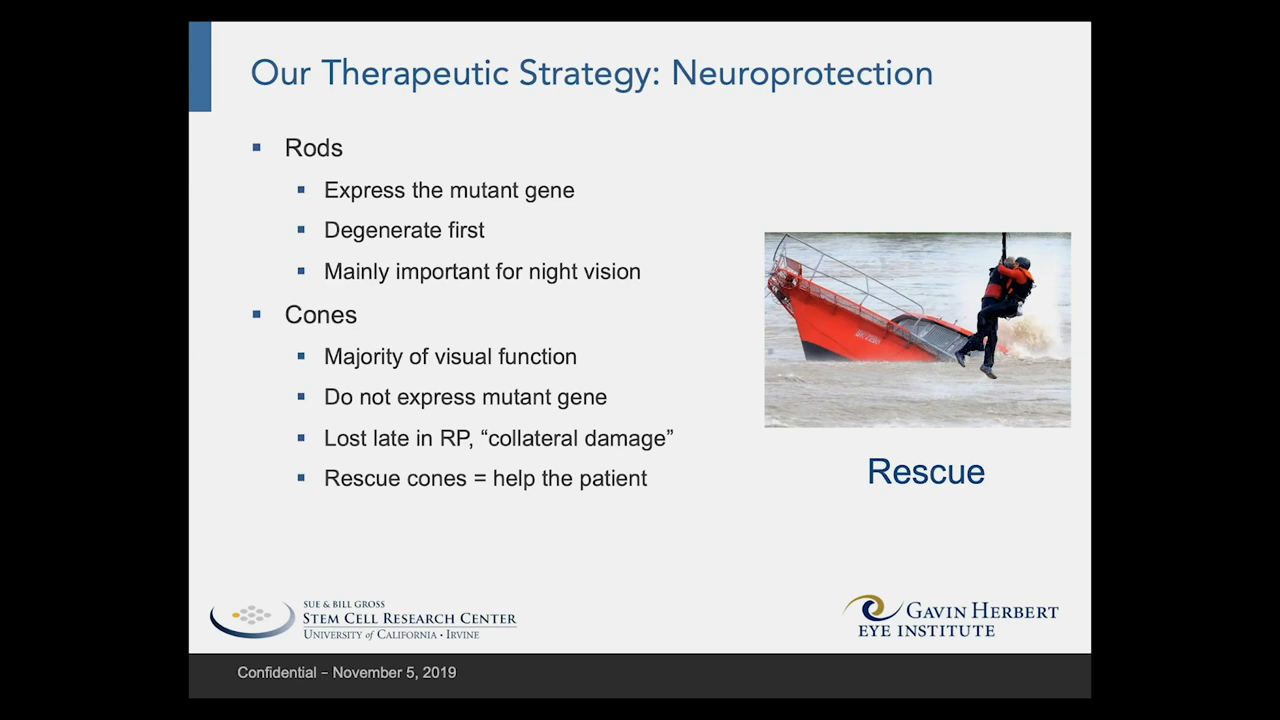 Our Therapeutic Strategy: Neuroprotection
Rods
Express the mutant gene
Degenerate first
Mainly important for night vision
Cones
Majority of visual function
Do not express mutant gene
Lost late in RP, “collateral damage”
Rescue cones = help the patient
Rescue
SUE & BILL GROSS
STEM CELL RESEARCH CENTER
UNIVERSITY of CALIFORNIA • IRVINE
GAVIN HERBERT
EYE INSTITUTE
Confidential – November 5, 2019